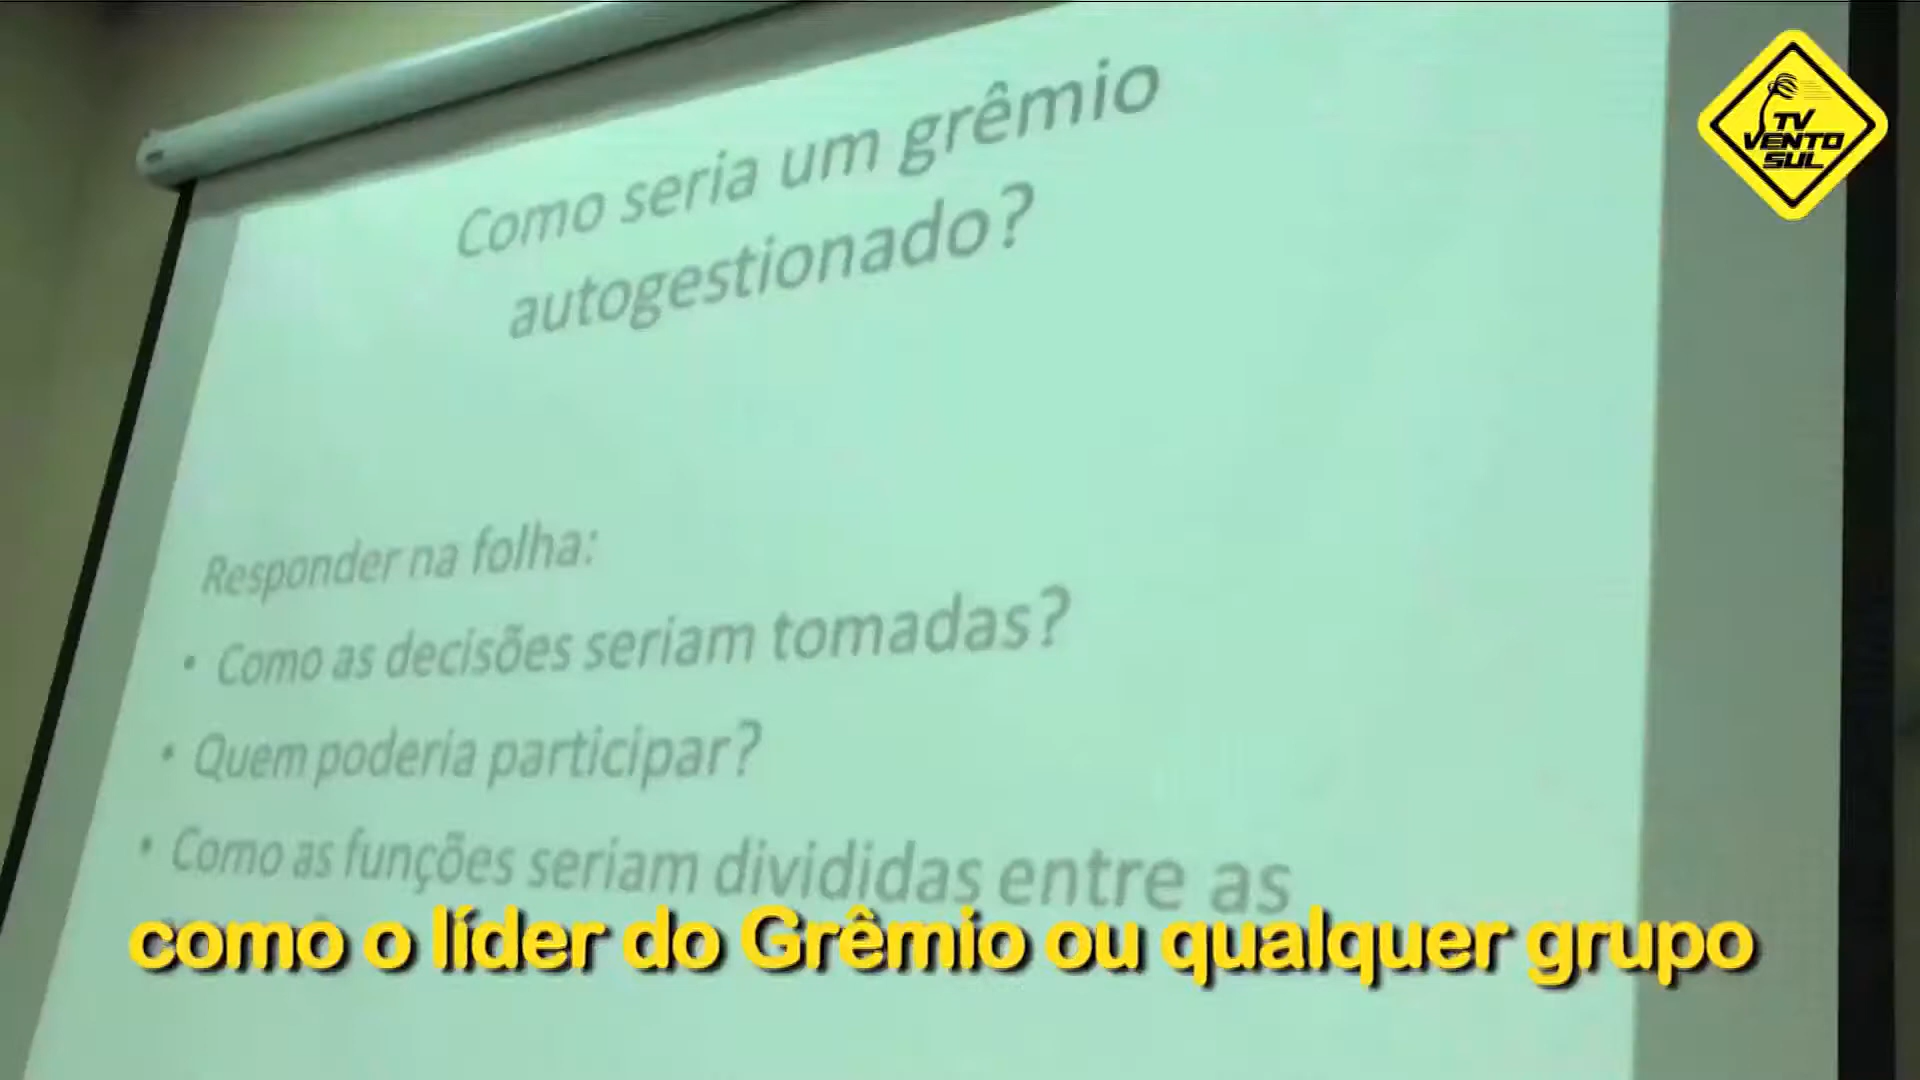 TV
VENTO
SUL
Como seria um grêmio
autogestionado?
Responder na folha:
• Como as decisões seriam tomadas?
• Quem poderia participar?
• Como as funções seriam divididas entre as
como o líder do Grêmio ou qualquer grupo